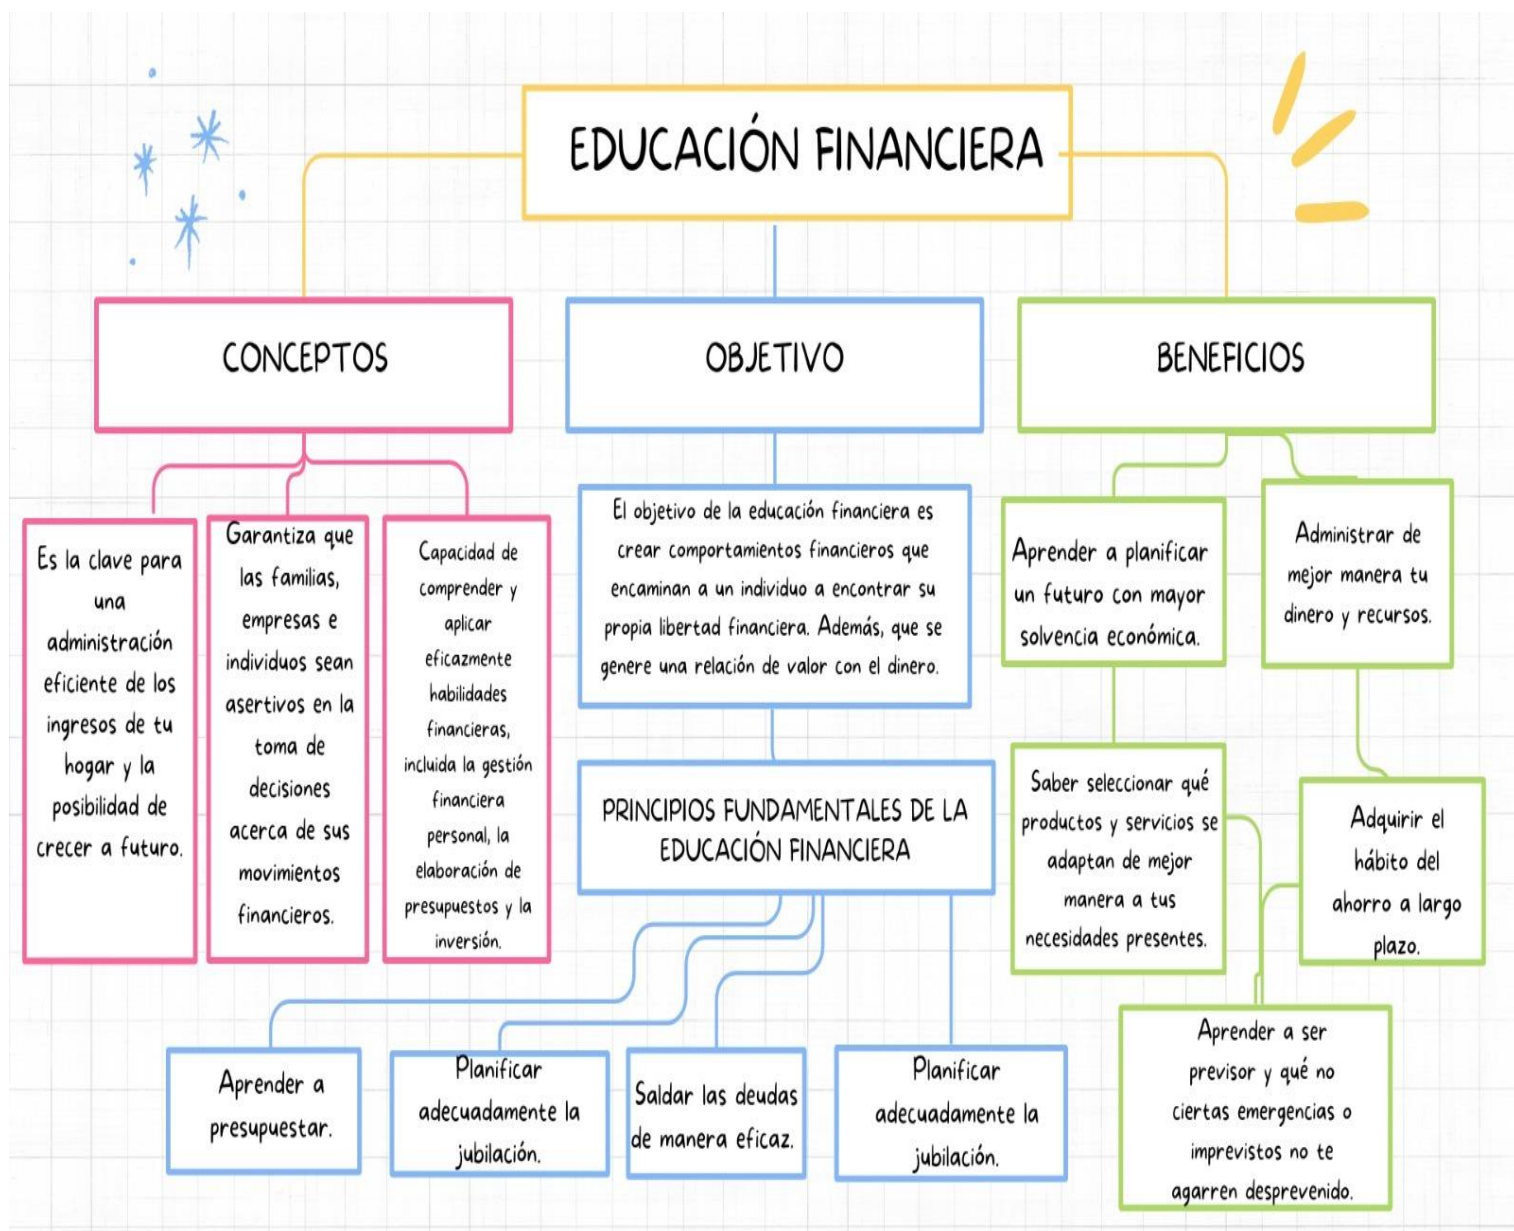 EDUCACIÓN FINANCIERA
CONCEPTOS
Es la clave para
una
administración
eficiente de los
ingresos de tu
hogar y la
posibilidad de
crecer a futuro.
Garantiza que
las familias,
empresas e
individuos sean
asertivos en la
toma de
decisiones
acerca de sus
movimientos
financieros.
Capacidad de
comprender y
aplicar
eficazmente
habilidades
financieras,
incluida la gestión
financiera
personal, la
elaboración de
presupuestos y la
inversión.
OBJETIVO
El objetivo de la educación financiera es
crear comportamientos financieros que
encaminan a un individuo a encontrar su
propia libertad financiera. Además, que se
genere una relación de valor con el dinero.
PRINCIPIOS FUNDAMENTALES DE LA
EDUCACIÓN FINANCIERA
Aprender a
presupuestar.
Planificar
adecuadamente la
jubilación.
Saldar las deudas
de manera eficaz.
Planificar
adecuadamente la
jubilación.
BENEFICIOS
Aprender a planificar
un futuro con mayor
solvencia económica.
Administrar de
mejor manera tu
dinero y recursos.
Saber seleccionar qué
productos y servicios se
adaptan de mejor
manera a tus
necesidades presentes.
Adquirir el
hábito del
ahorro a largo
plazo.
Aprender a ser
previsor y qué no
ciertas emergencias o
imprevistos no te
agarren desprevenido.